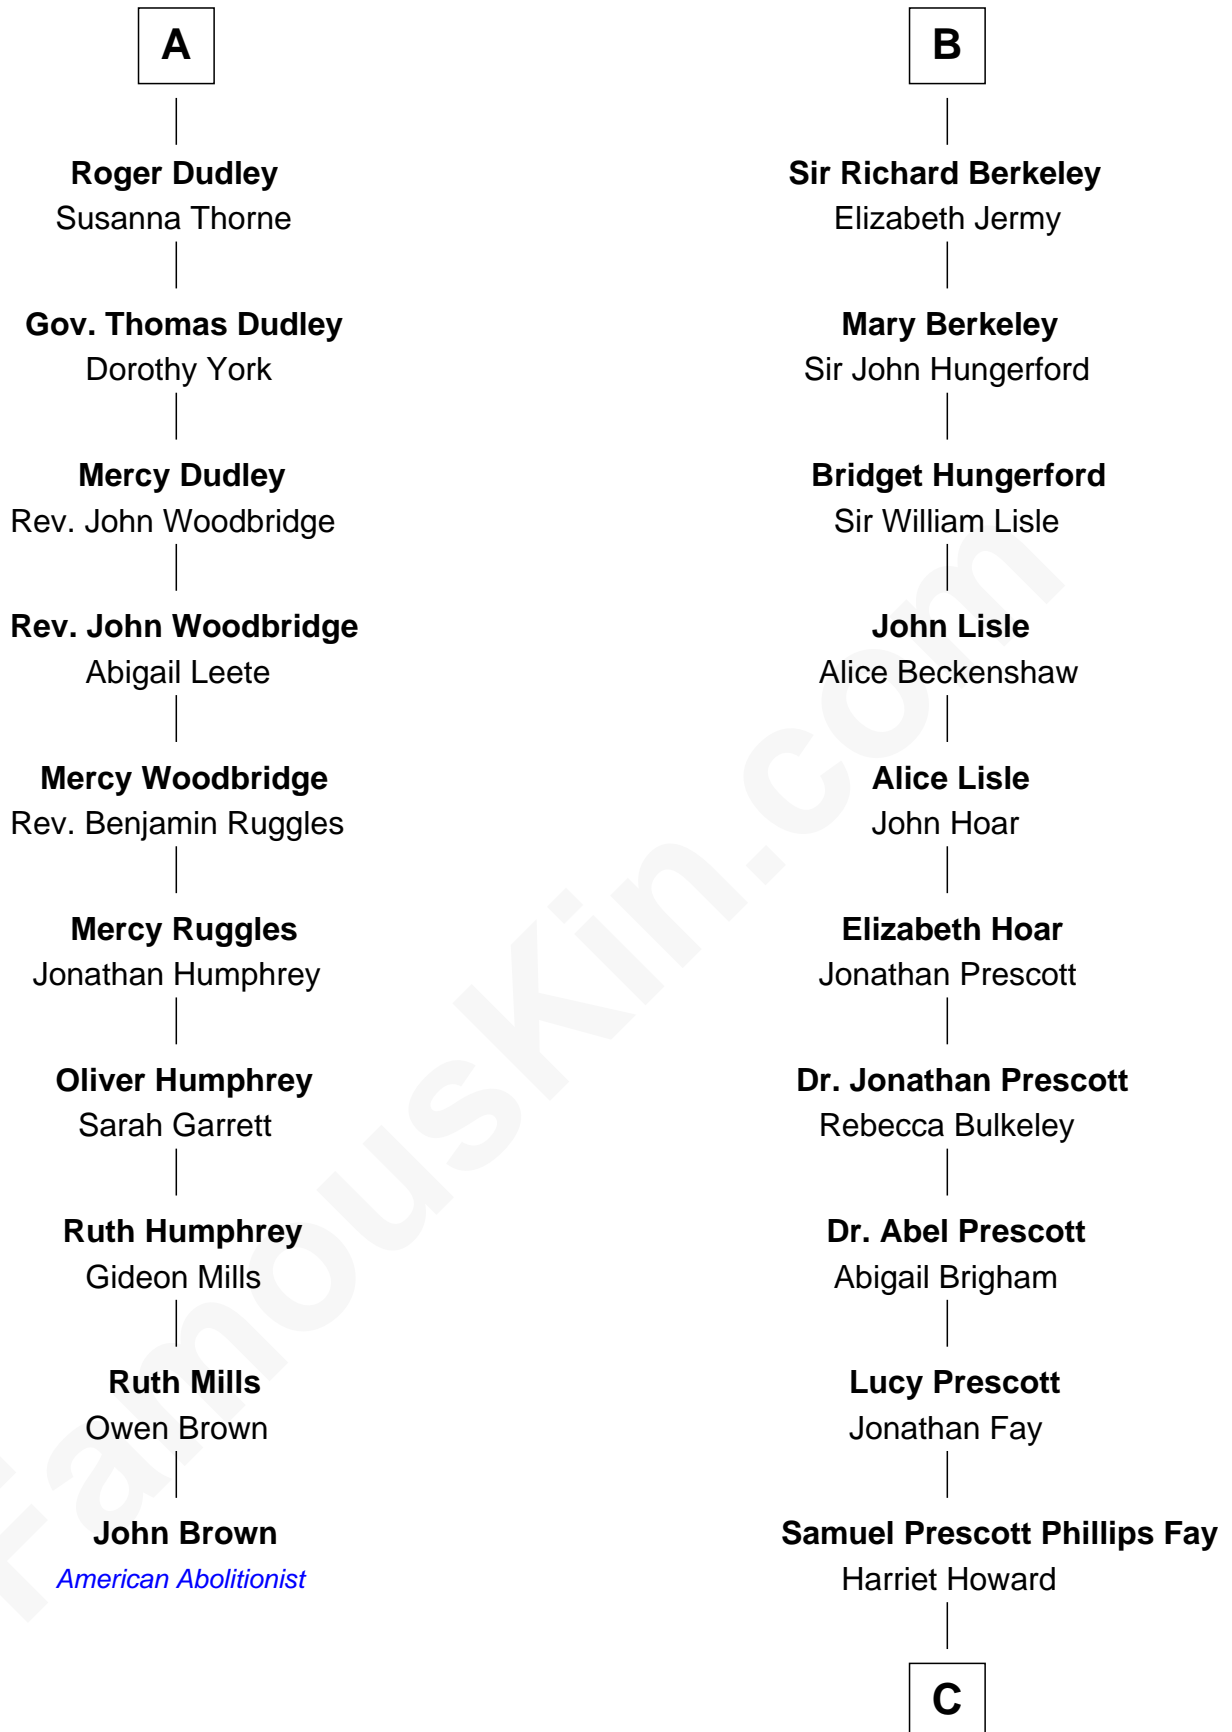 A
Roger Dudley
Susanna Thorne
Gov. Thomas Dudley
Dorothy York
Mercy Dudley
Rev. John Woodbridge
Rev. John Woodbridge
Abigail Leete
Mercy Woodbridge
Rev. Benjamin Ruggles
Mercy Ruggles
Jonathan Humphrey
Oliver Humphrey
Sarah Garrett
Ruth Humphrey
Gideon Mills
Ruth Mills
Owen Brown
John Brown
American Abolitionist
B
Sir Richard Berkeley
Elizabeth Jermy
Mary Berkeley
Sir John Hungerford
Bridget Hungerford
Sir William Lisle
John Lisle
Alice Beckenshaw
Alice Lisle
John Hoar
Elizabeth Hoar
Jonathan Prescott
Dr. Jonathan Prescott
Rebecca Bulkeley
Dr. Abel Prescott
Abigail Brigham
Lucy Prescott
Jonathan Fay
Samuel Prescott Phillips Fay
Harriet Howard
C
FamousKin.com